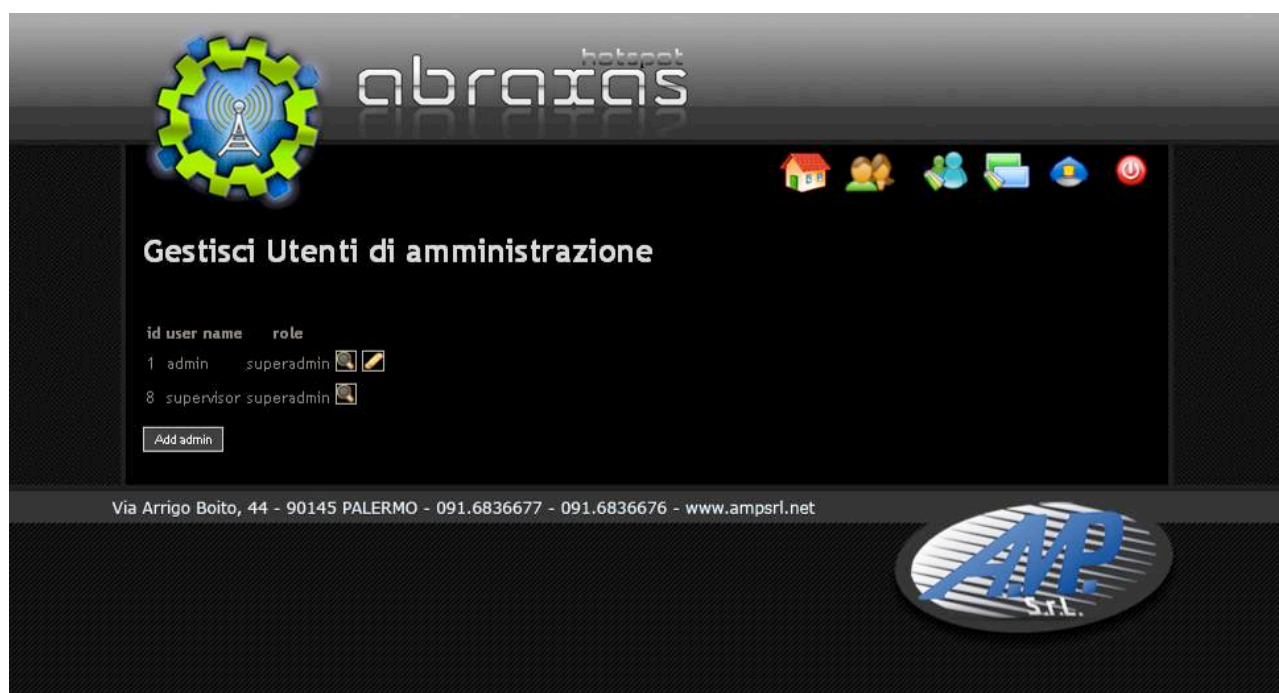 hotspot
abraxas
Gestisci Utenti di amministrazione
id user name role
1 admin superadmin
8 supervisor superadmin
Add admin
Via Arrigo Boito, 44 - 90145 PALERMO - 091.6836677 - 091.6836676 - www.ampsrl.net
A.M.P.
S.r.L.